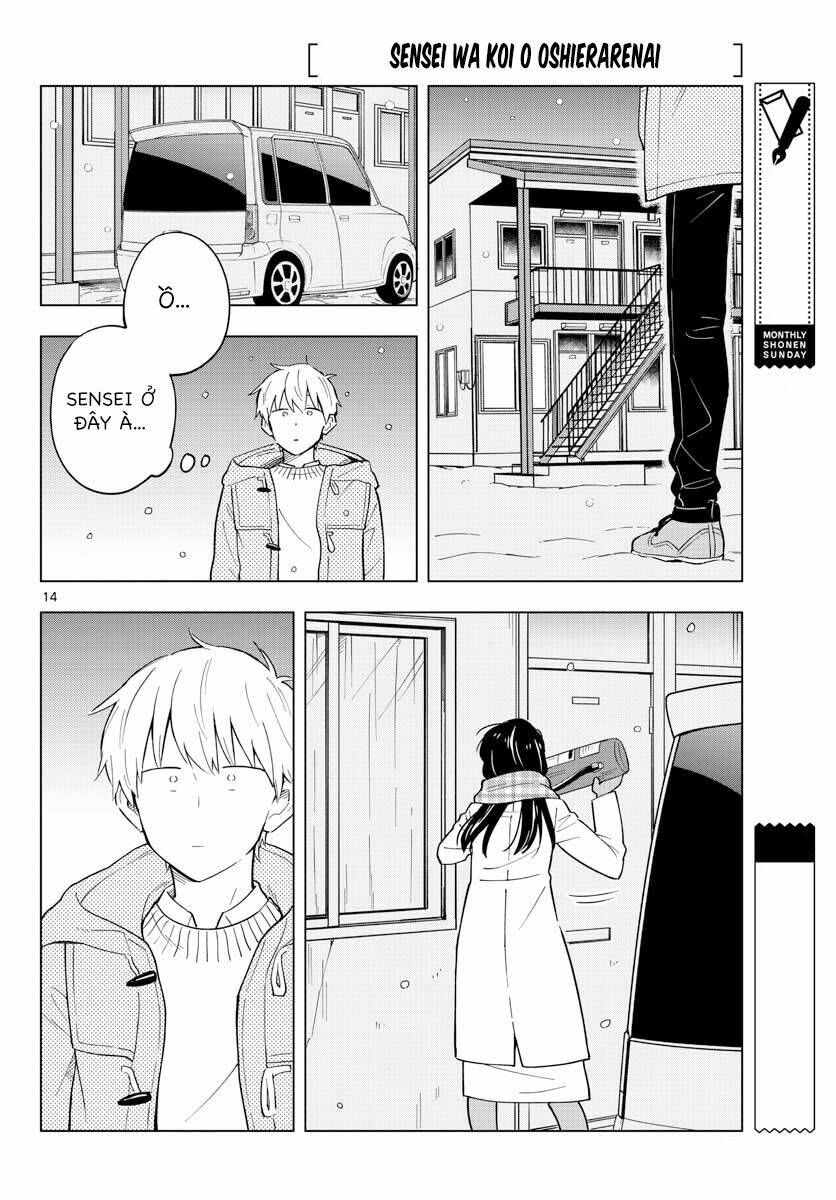 SENSEI WA KOI O OSHIERARENAI
MONTHLY
SHONEN
SUNDAY
Ồ...
SENSEI Ở
ĐÂY À...
14